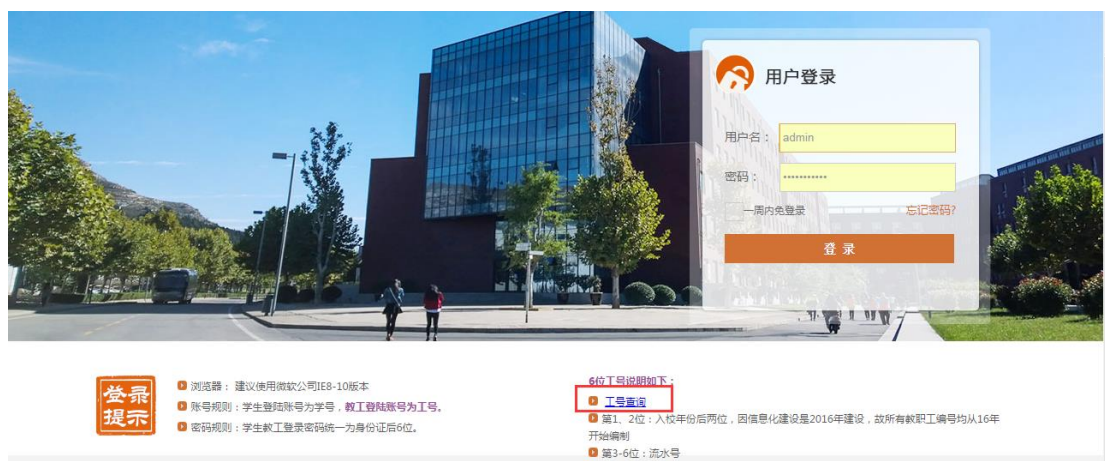 用户登录
用户名： admin
密码： ***********
一周内免登录 忘记密码?
登 录
登录
提示
浏览器： 建议使用微软公司IE8-10版本
账号规则：学生登陆账号为学号，教工登陆账号为工号。
密码规则：学生教工登录密码统一为身份证后6位。
6位工号说明如下：
工号查询
第1、2位：入校年份后两位，因信息化建设是2016年建设，故所有教职工编号均从16年
开始编制
第3-6位：流水号